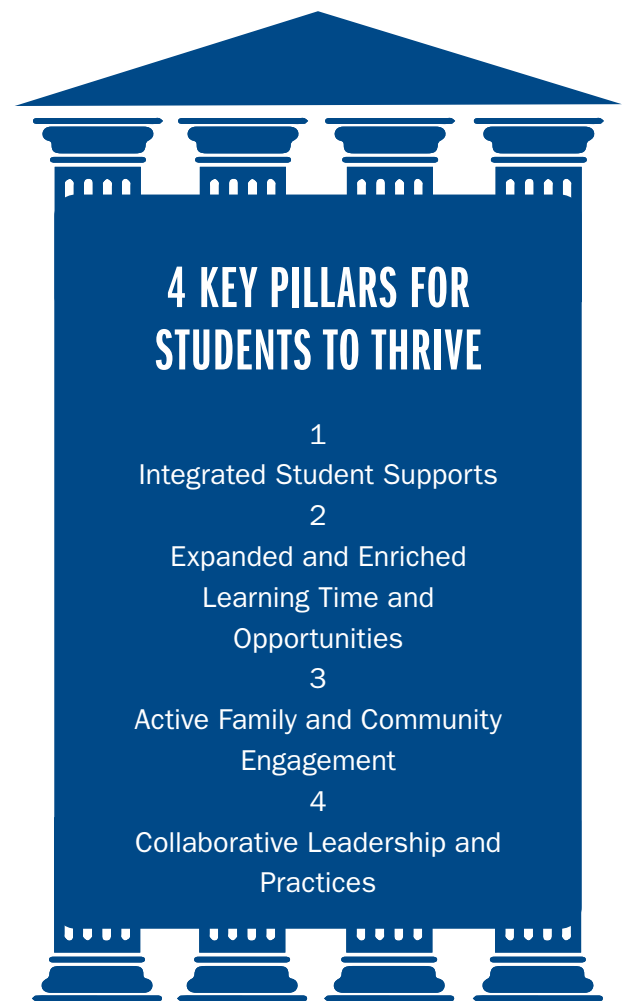 4 KEY PILLARS FOR
STUDENTS TO THRIVE
1
Integrated Student Supports
2
Expanded and Enriched
Learning Time and
Opportunities
3
Active Family and Community
Engagement
4
Collaborative Leadership and
Practices